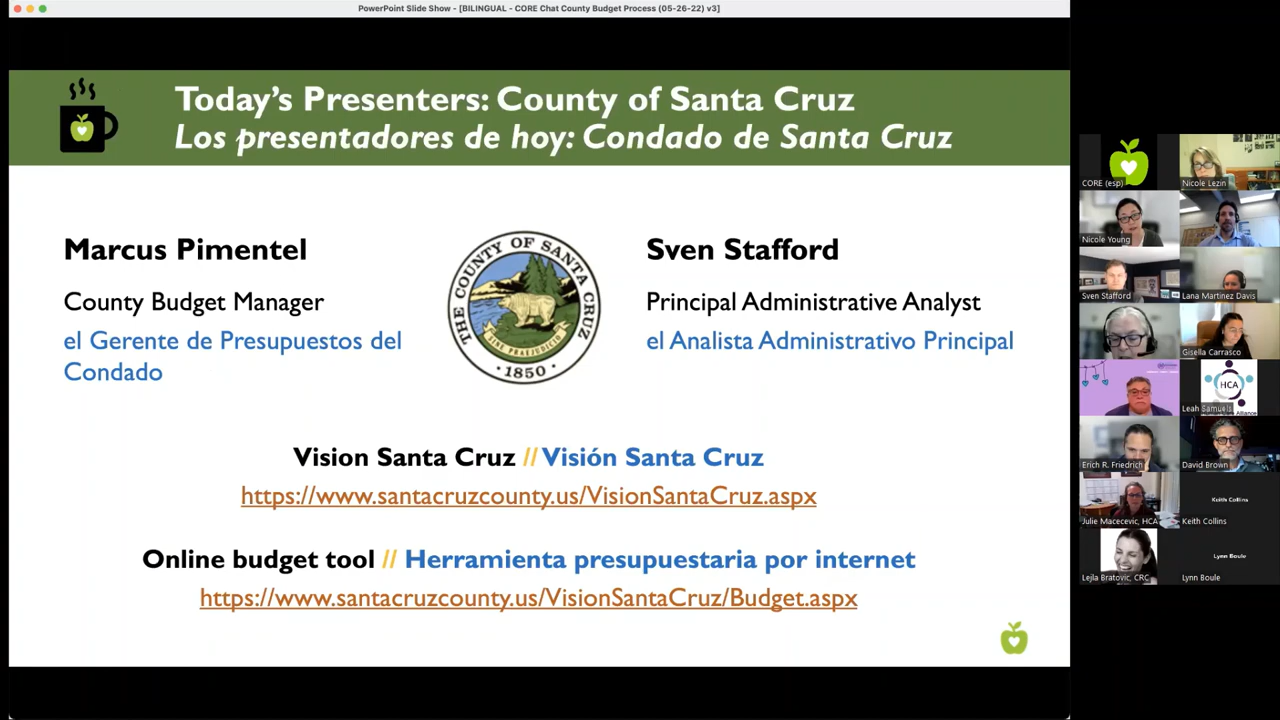 PowerPoint Slide Show - [BILINGUAL - CORE Chat County Budget Process (05-26-22) v3]
Today's Presenters: County of Santa Cruz
Los presentadores de hoy: Condado de Santa Cruz
Marcus Pimentel
County Budget Manager
el Gerente de Presupuestos del
Condado
THE COUNTY OF SANTA CRUZ
SINE PRAEJUDICIO
· 1850 ·
Sven Stafford
Principal Administrative Analyst
el Analista Administrativo Principal
Vision Santa Cruz // Visión Santa Cruz
https://www.santacruzcounty.us/VisionSantaCruz.aspx
Online budget tool // Herramienta presupuestaria por internet
https://www.santacruzcounty.us/VisionSantaCruz/Budget.aspx
CORE (esp)
Nicole Lezin
Nicole Young
Sven Stafford
Lana Martinez Davis
Gisella Carrasco
HCA
Leah Samuels
Erich R. Friedrich
David Brown
Julie Macecevic, HCA
Keith Collins
Keith Collins
Lejla Bratovic, CRC
Lynn Boule
Lynn Boule